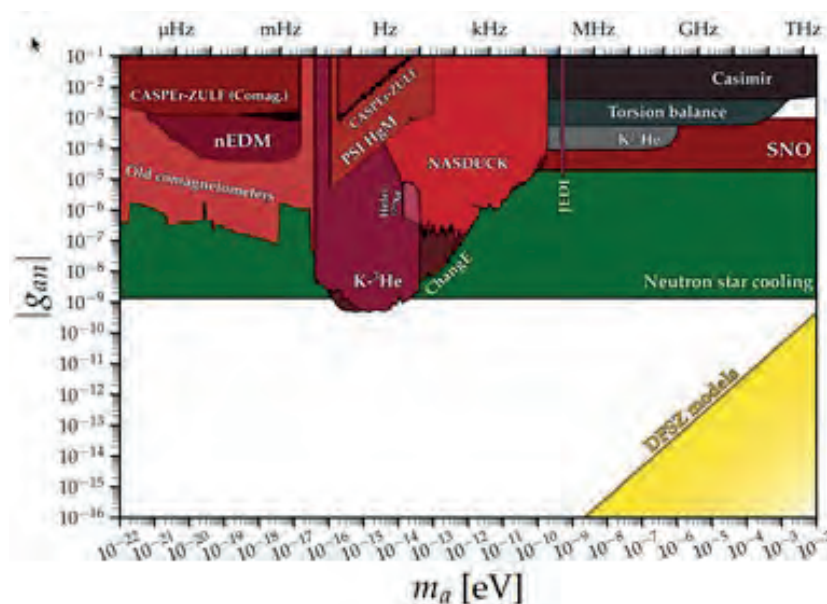 μHz mHz Hz kHz MHz GHz THz
10⁻¹
10⁻²
10⁻³
10⁻⁴
10⁻⁵
10⁻⁶
10⁻⁷
10⁻⁸
10⁻⁹
10⁻¹⁰
10⁻¹¹
10⁻¹²
10⁻¹³
10⁻¹⁴
10⁻¹⁵
10⁻¹⁶
|gₐₙ|
CASPEr-ZULF (Comag.)
nEDM
Old comagnetometers
CASPEr-ZULF
PSI HgM
NASDUCK
K-³He
ChangE
Casimir
Torsion balance
K-³He
SNO
JEDI
Neutron star cooling
DFSZ models
10⁻²² 10⁻²¹ 10⁻²⁰ 10⁻¹⁹ 10⁻¹⁸ 10⁻¹⁷ 10⁻¹⁶ 10⁻¹⁵ 10⁻¹⁴ 10⁻¹³ 10⁻¹² 10⁻¹¹ 10⁻¹⁰ 10⁻⁹ 10⁻⁸ 10⁻⁷ 10⁻⁶ 10⁻⁵ 10⁻⁴ 10⁻³ 10⁻²
mₐ [eV]